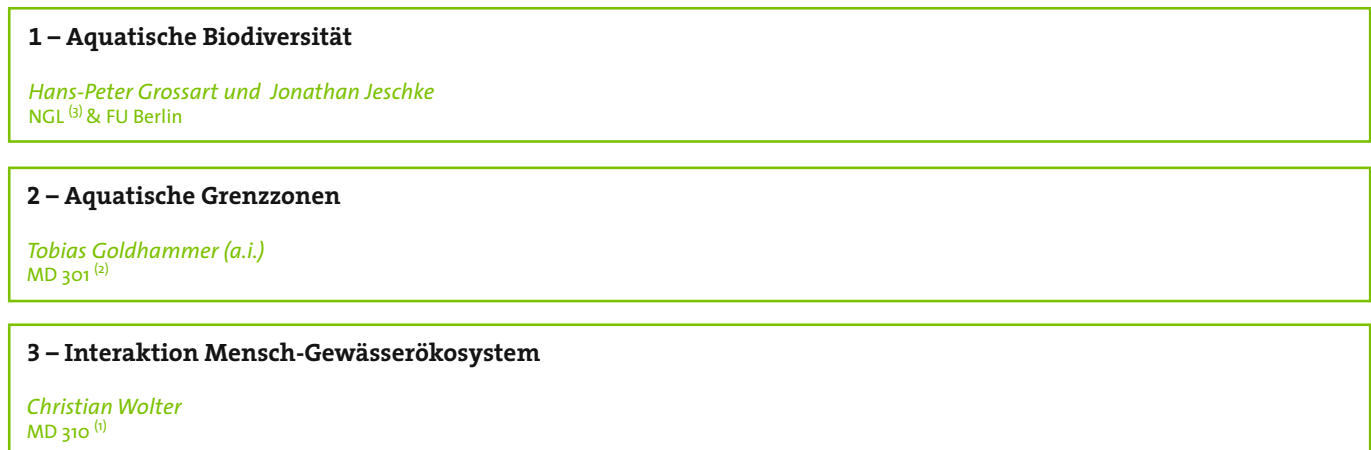 1 – Aquatische Biodiversität
Hans-Peter Grossart und Jonathan Jeschke
NGL (3) & FU Berlin
2 – Aquatische Grenzzonen
Tobias Goldhammer (a.i.)
MD 301 (2)
3 – Interaktion Mensch-Gewässerökosystem
Christian Wolter
MD 310 (1)